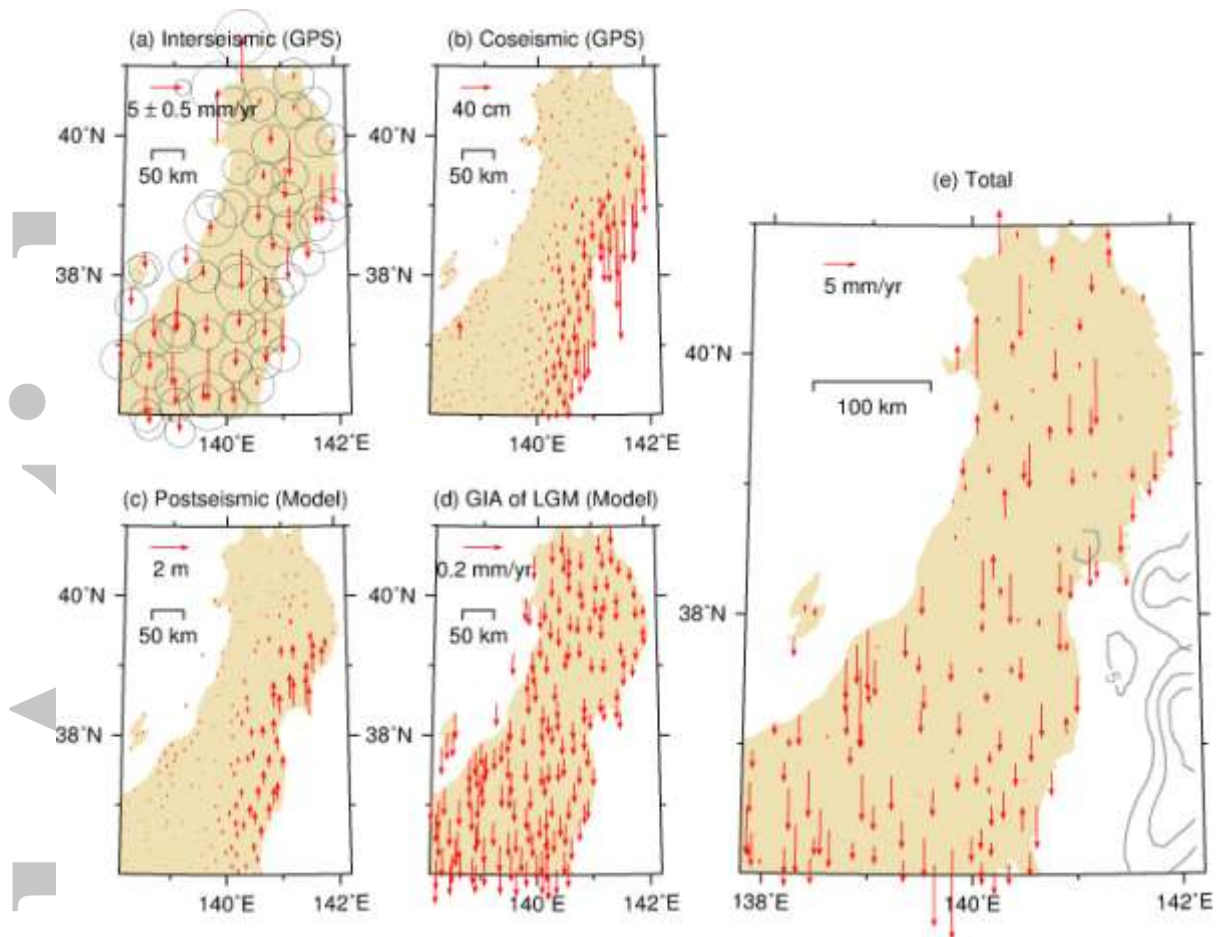 (a) Interseismic (GPS)
5 ± 0.5 mm/yr
50 km
40°N
38°N
140°E
142°E
(b) Coseismic (GPS)
40 cm
50 km
40°N
38°N
140°E
142°E
(c) Postseismic (Model)
2 m
50 km
40°N
38°N
140°E
142°E
(d) GIA of LGM (Model)
0.2 mm/yr
50 km
40°N
38°N
140°E
142°E
(e) Total
5 mm/yr
100 km
40°N
38°N
138°E
140°E
142°E